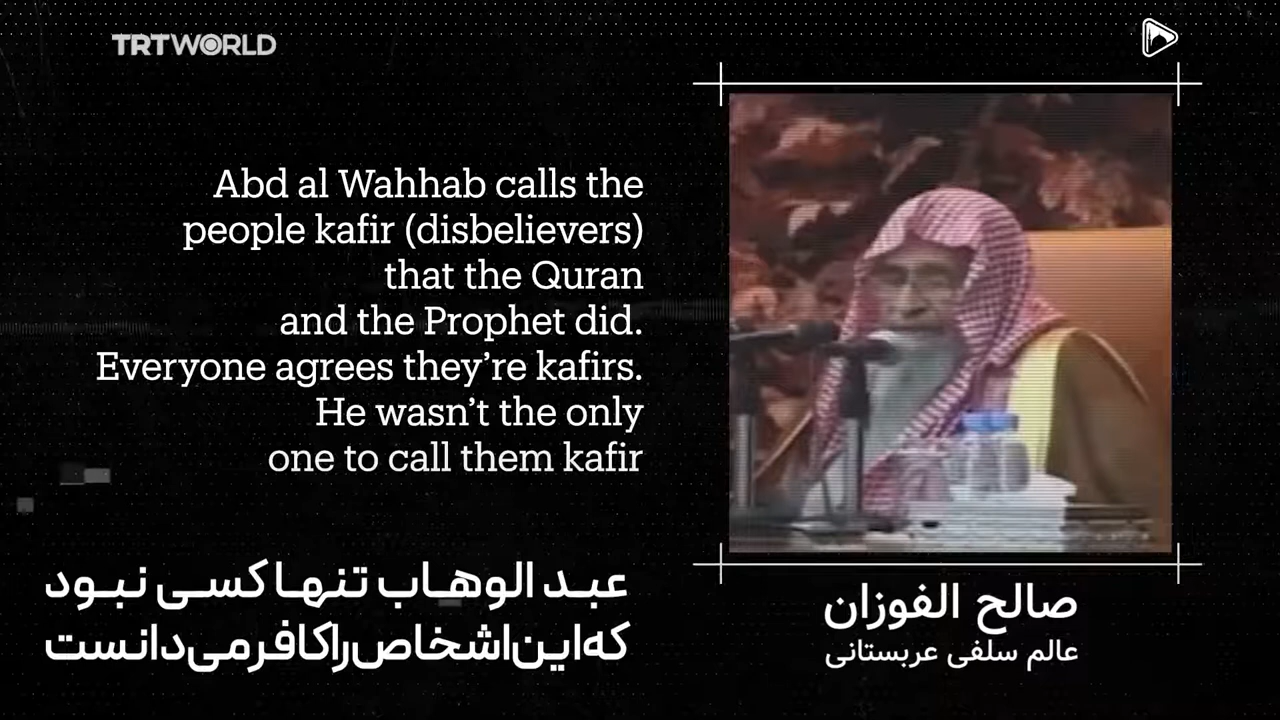 TRT WORLD
Abd al Wahhab calls the
people kafir (disbelievers)
that the Quran
and the Prophet did.
Everyone agrees they're kafirs.
He wasn't the only
one to call them kafir
عبد الوهاب تنها کسی نبود
که این اشخاص را کافر می‌دانست
صالح الفوزان
عالم سلفی عربستانی